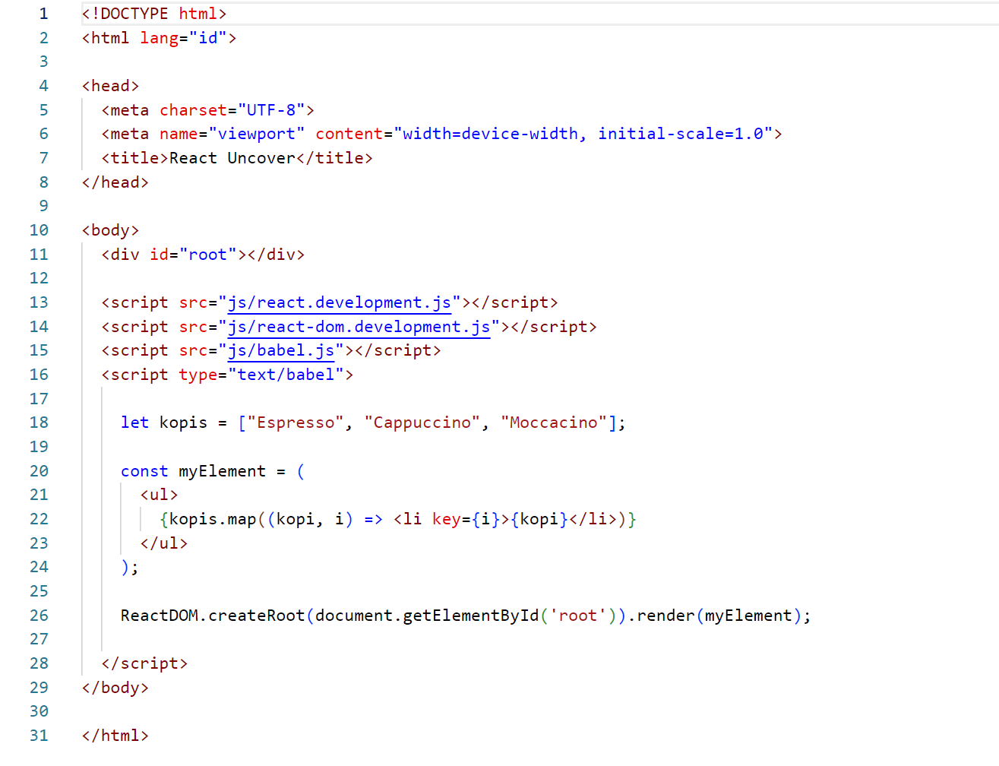 1 <!DOCTYPE html>
2 <html lang="id">
3
4 <head>
5   <meta charset="UTF-8">
6   <meta name="viewport" content="width=device-width, initial-scale=1.0">
7   <title>React Uncover</title>
8 </head>
9
10 <body>
11   <div id="root"></div>
12
13   <script src="js/react.development.js"></script>
14   <script src="js/react-dom.development.js"></script>
15   <script src="js/babel.js"></script>
16   <script type="text/babel">
17
18     let kopis = ["Espresso", "Cappuccino", "Moccacino"];
19
20     const myElement = (
21       <ul>
22         {kopis.map((kopi, i) => <li key={i}>{kopi}</li>)}
23       </ul>
24     );
25
26     ReactDOM.createRoot(document.getElementById('root')).render(myElement);
27
28   </script>
29 </body>
30
31 </html>